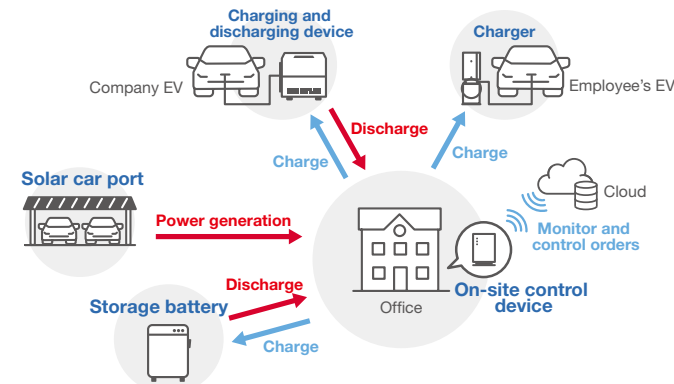 Charging and
discharging device
Charger
Company EV
Employee's EV
Discharge
Charge
Charge
Solar car port
Cloud
Power generation
Monitor and
control orders
Discharge
On-site control
device
Storage battery
Office
Charge